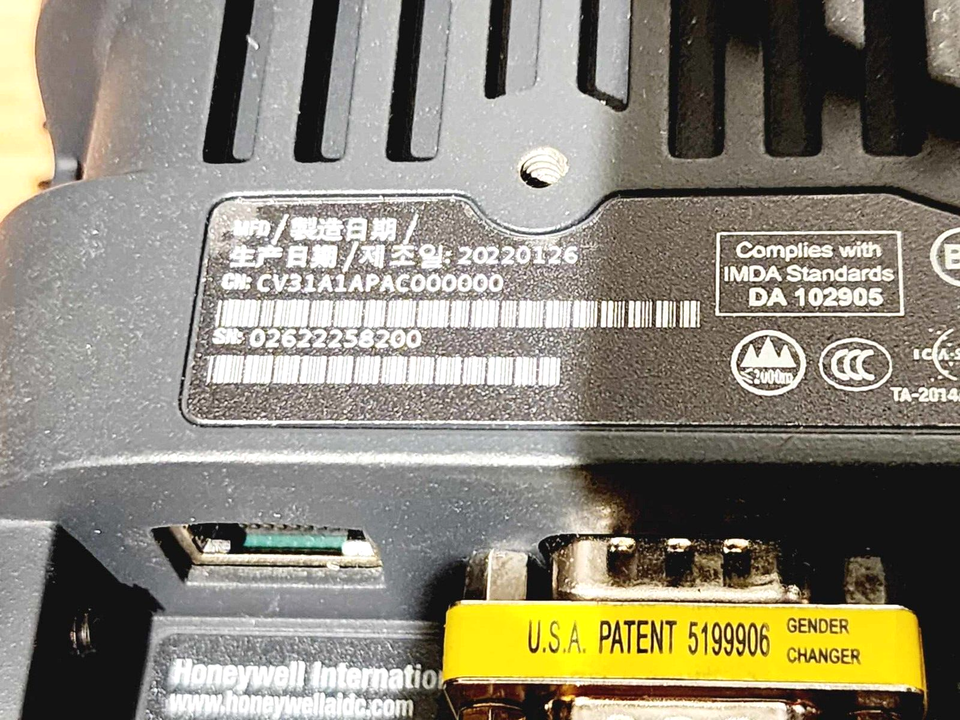 MFD/製造日期/
生产日期/제조일: 20220126
CN: CV31A1APAC000000
SN: 02622258200
Complies with
IMDA Standards
DA 102905
≤2000m
CCC
TA-2014
Honeywell Internatio
www.honeywellaidc.com
U.S.A. PATENT 5199906
GENDER
CHANGER